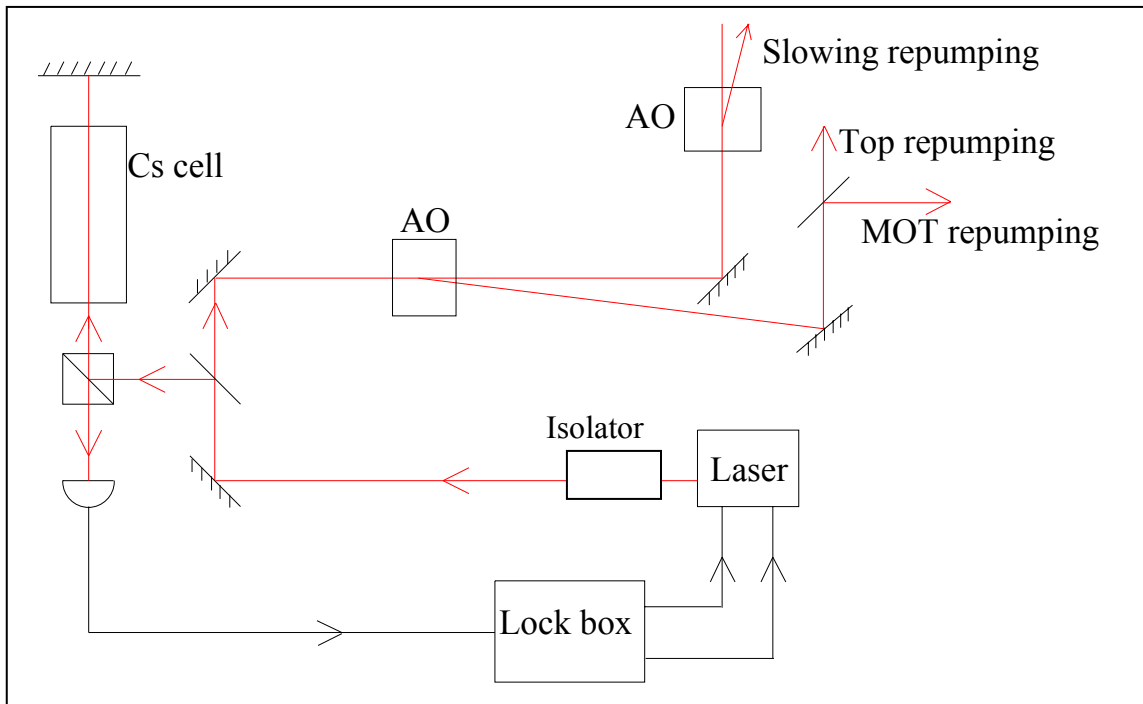 Slowing repumping
AO
Top repumping
Cs cell
AO
MOT repumping
Isolator
Laser
Lock box